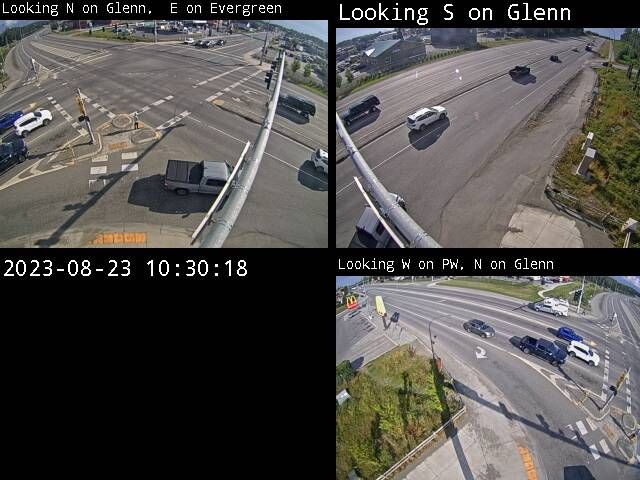 Looking N on Glenn, E on Evergreen
Looking S on Glenn
2023-08-23 10:30:18
Looking W on PW, N on Glenn